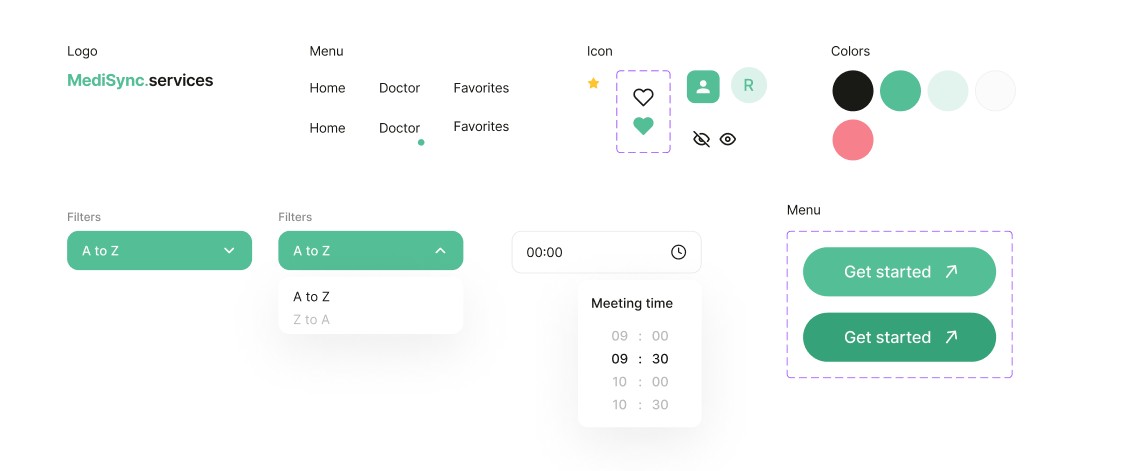 Logo
MediSync.services
Menu
Home Doctor Favorites
Home Doctor Favorites
Icon
R
Colors
Filters
A to Z
Filters
A to Z
A to Z
Z to A
00:00
Meeting time
09 : 00
09 : 30
10 : 00
10 : 30
Menu
Get started
Get started